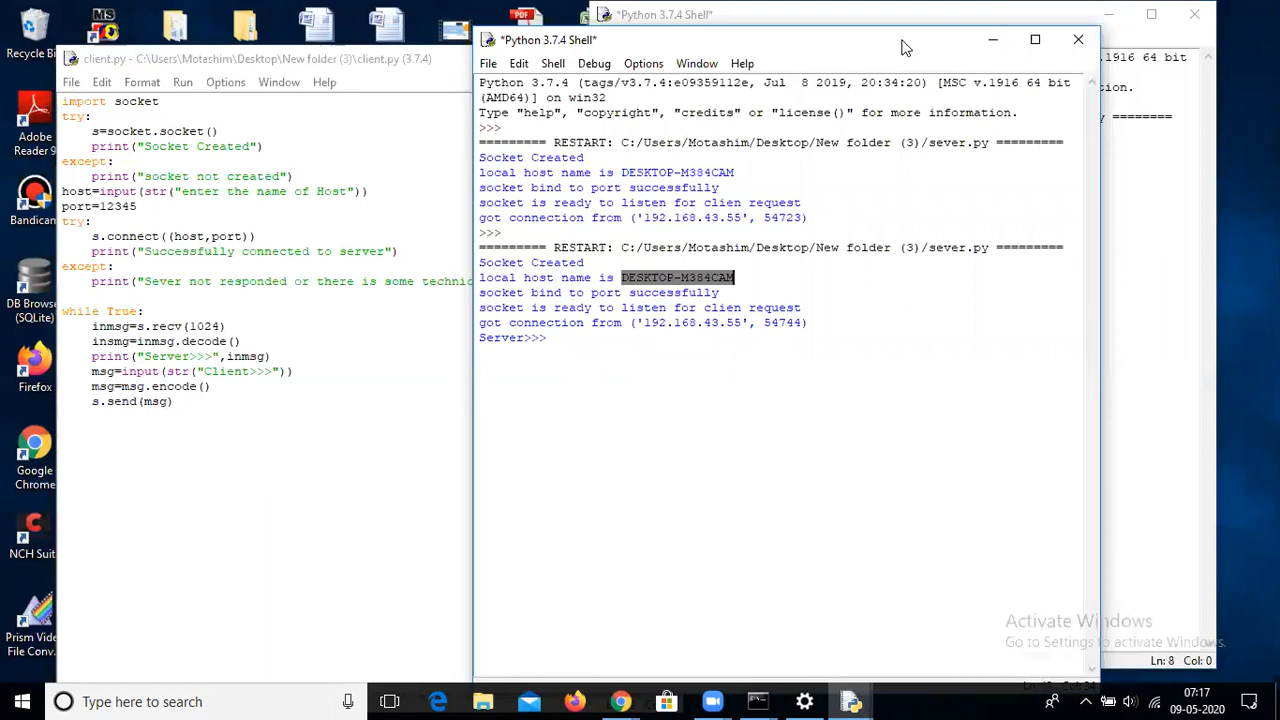 *Python 3.7.4 Shell*
client.py - C:\Users\Motashim\Desktop\New folder (3)\client.py (3.7.4)
File Edit Format Run Options Window Help
import socket
try:
s=socket.socket()
print("Socket Created")
except:
print("socket not created")
host=input(str("enter the name of Host"))
port=12345
try:
s.connect((host,port))
print("Successfully connected to server")
except:
print("Sever not responded or there is some technic
while True:
inmsg=s.recv(1024)
insmg=inmsg.decode()
print("Server>>>",inmsg)
msg=input(str("Client>>>"))
msg=msg.encode()
s.send(msg)
*Python 3.7.4 Shell*
File Edit Shell Debug Options Window Help
Python 3.7.4 (tags/v3.7.4:e09359112e, Jul 8 2019, 20:34:20) [MSC v.1916 64 bit
(AMD64)] on win32
Type "help", "copyright", "credits" or "license()" for more information.
>>>
========= RESTART: C:/Users/Motashim/Desktop/New folder (3)/sever.py =========
Socket Created
local host name is DESKTOP-M384CAM
socket bind to port successfully
socket is ready to listen for clien request
got connection from ('192.168.43.55', 54723)
>>>
========= RESTART: C:/Users/Motashim/Desktop/New folder (3)/sever.py =========
Socket Created
local host name is DESKTOP-M384CAM
socket bind to port successfully
socket is ready to listen for clien request
got connection from ('192.168.43.55', 54744)
Server>>>
.1916 64 bit
on.
y ========
Ln: 8 Col: 0
Recycle Bin
Adobe
Reader 9
Bandicam
DB Browser
(SQLite)
Firefox
Google
Chrome
NCH Suit
Prism Video
File Conv...
PDF
Activate Windows
Go to Settings to activate Windows.
Type here to search
07:17
09-05-2020